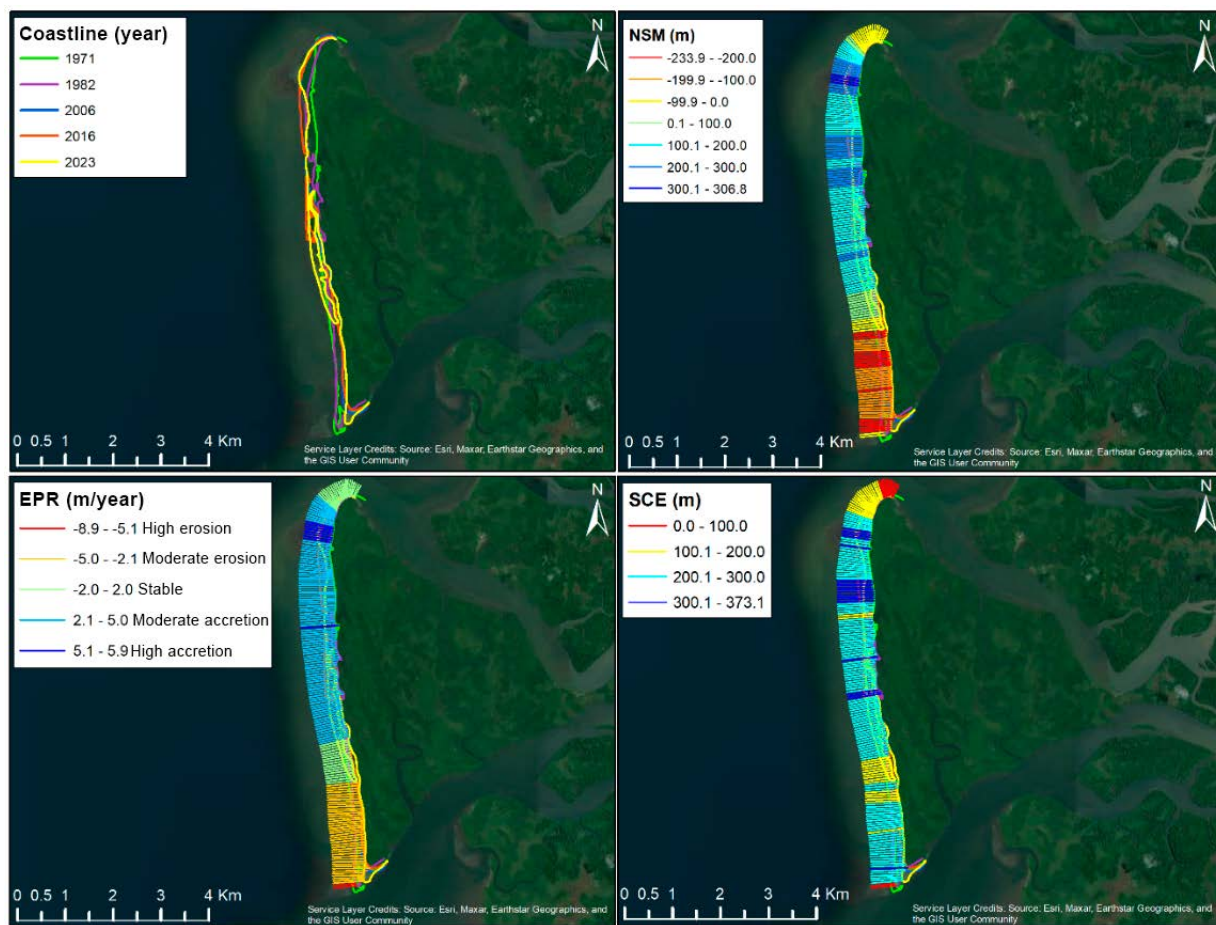 Coastline (year)
1971
1982
2006
2016
2023
N
0 0.5 1 2 3 4 Km
Service Layer Credits: Source: Esri, Maxar, Earthstar Geographics, and
the GIS User Community
NSM (m)
-233.9 - -200.0
-199.9 - -100.0
-99.9 - 0.0
0.1 - 100.0
100.1 - 200.0
200.1 - 300.0
300.1 - 306.8
N
0 0.5 1 2 3 4 Km
Service Layer Credits: Source: Esri, Maxar, Earthstar Geographics, and
the GIS User Community
EPR (m/year)
-8.9 - -5.1 High erosion
-5.0 - -2.1 Moderate erosion
-2.0 - 2.0 Stable
2.1 - 5.0 Moderate accretion
5.1 - 5.9 High accretion
N
0 0.5 1 2 3 4 Km
Service Layer Credits: Source: Esri, Maxar, Earthstar Geographics, and
the GIS User Community
SCE (m)
0.0 - 100.0
100.1 - 200.0
200.1 - 300.0
300.1 - 373.1
N
0 0.5 1 2 3 4 Km
Service Layer Credits: Source: Esri, Maxar, Earthstar Geographics, and
the GIS User Community